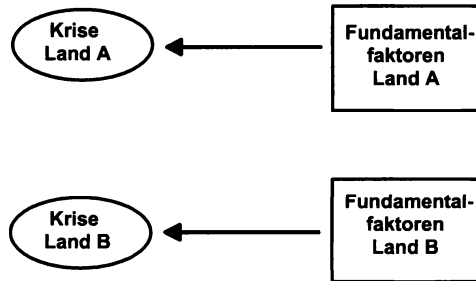 Krise
Land A
Fundamental-
faktoren
Land A
Krise
Land B
Fundamental-
faktoren
Land B